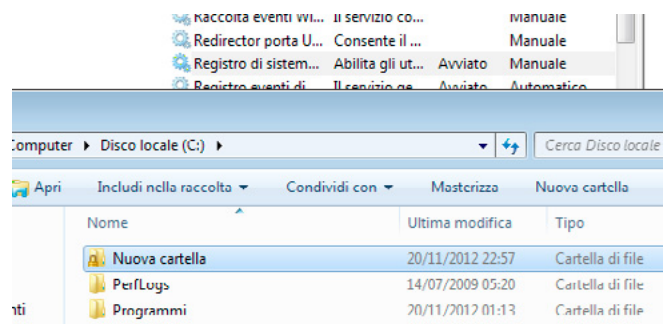 Raccolta eventi Wi... Il servizio co... Manuale
Redirector porta U... Consente il ... Manuale
Registro di sistem... Abilita gli ut... Avviato Manuale
Registro eventi di Il servizio ge Avviato Automatico
Computer ▸ Disco locale (C:) ▸ Cerca Disco locale
Apri Includi nella raccolta Condividi con Masterizza Nuova cartella
Nome Ultima modifica Tipo
Nuova cartella 20/11/2012 22:57 Cartella di file
PerfLogs 14/07/2009 05:20 Cartella di file
nti Programmi 20/11/2012 01:13 Cartella di file